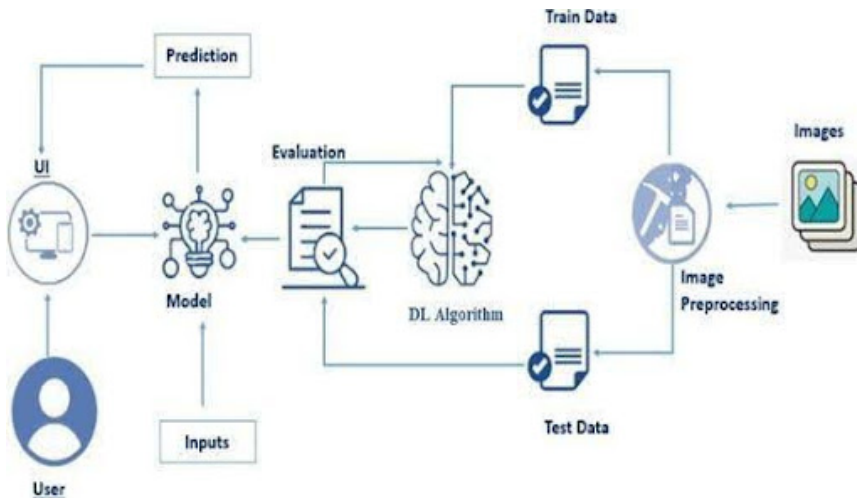 Train Data
Prediction
Images
Evaluation
UI
Model
DL Algorithm
Image
Preprocessing
Inputs
Test Data
User